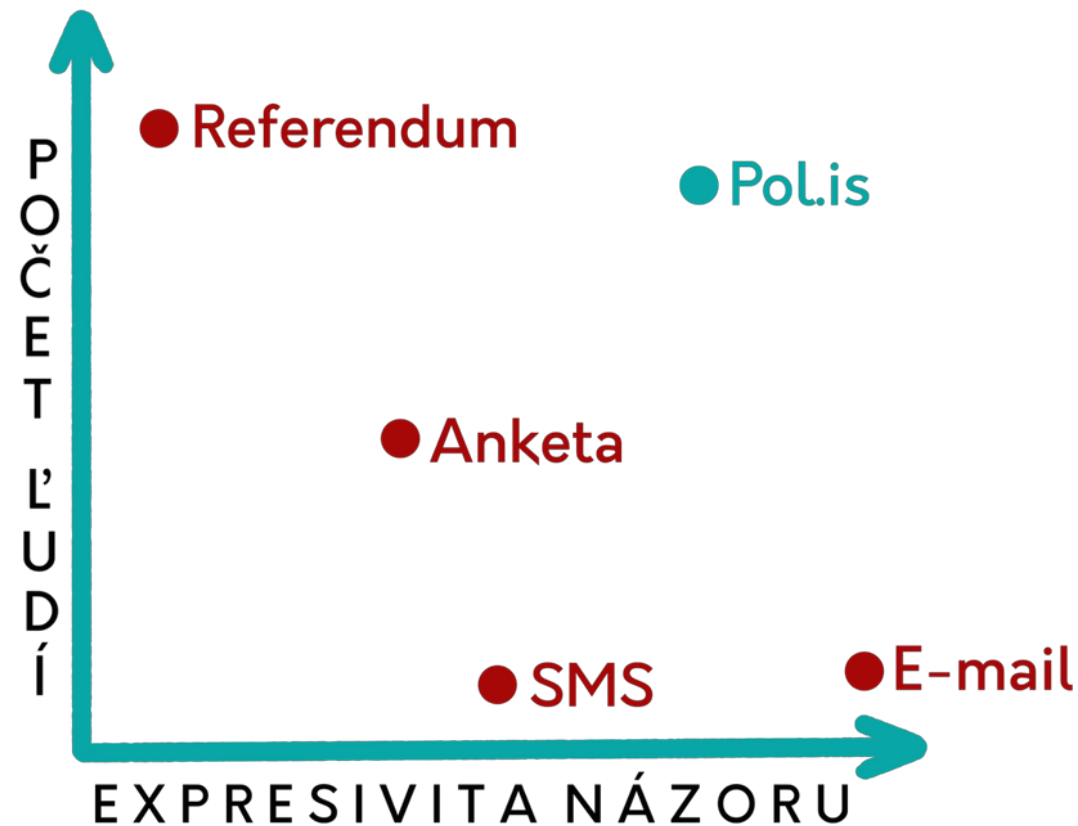 Referendum
Pol.is
POČET ĽUDÍ
Anketa
SMS
E-mail
EXPRESIVITA NÁZORU